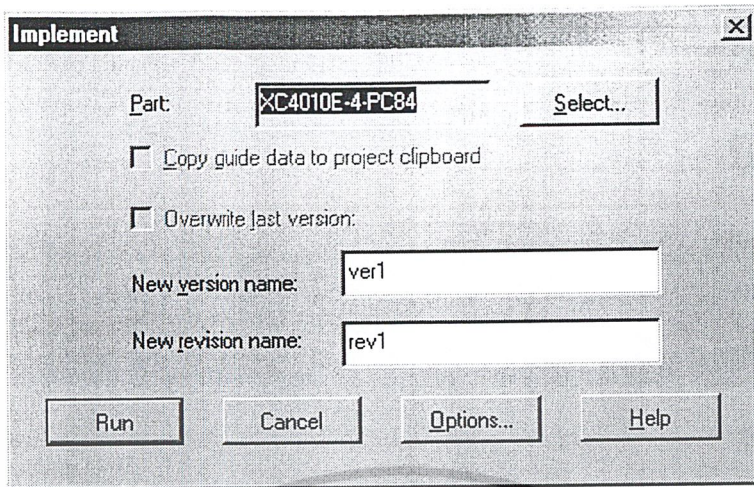 Implement
Part: XC4010E-4-PC84 Select...
Copy guide data to project clipboard
Overwrite last version:
New version name: ver1
New revision name: rev1
Run Cancel Options... Help